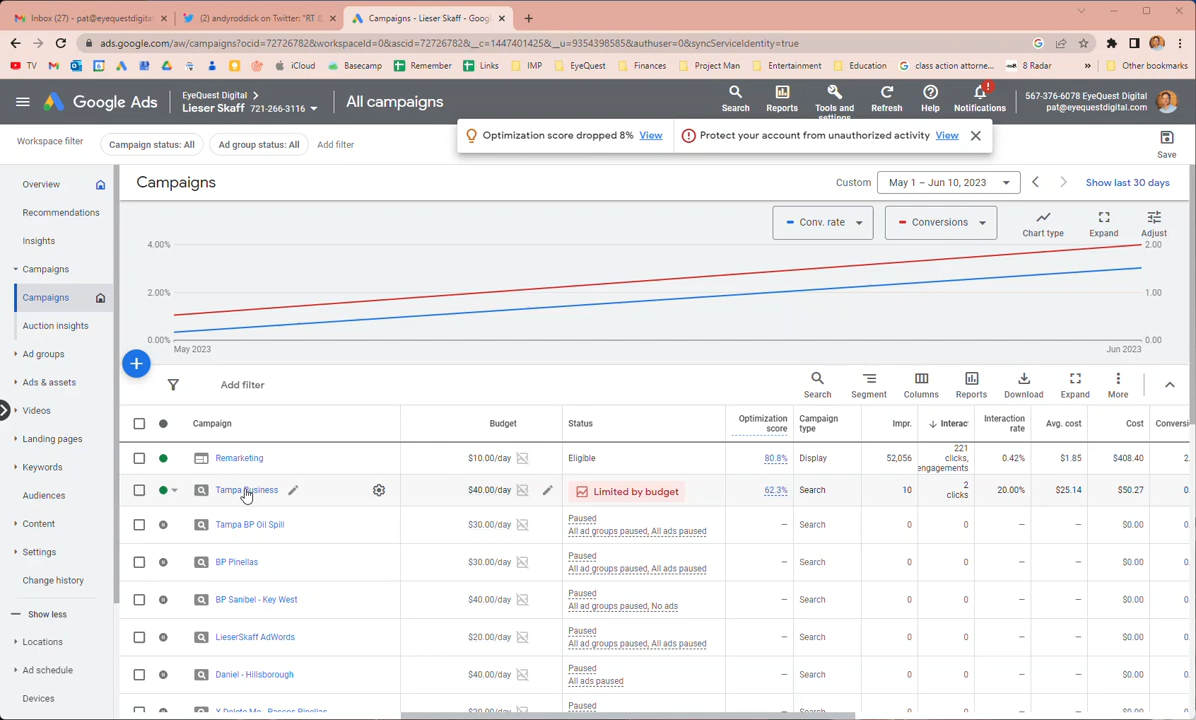 Inbox (27) - pat@eyequestdigital
(2) andyroddick on Twitter: "RT
Campaigns - Lieser Skaff - Goog
ads.google.com/aw/campaigns?ocid=72726782&workspaceId=0&ascid=72726782&__c=1447401425&__u=9354398585&authuser=0&syncServiceIdentity=true
TV
iCloud
Basecamp
Remember
Links
IMP
EyeQuest
Finances
Project Man
Entertainment
Education
class action attorne...
8 Radar
Other bookmarks
Google Ads
EyeQuest Digital
Lieser Skaff 721-266-3116
All campaigns
Search
Reports
Tools and
settings
Refresh
Help
Notifications
567-376-6078 EyeQuest Digital
pat@eyequestdigital.com
Workspace filter
Campaign status: All
Ad group status: All
Add filter
Optimization score dropped 8% View
Protect your account from unauthorized activity View
Save
Overview
Recommendations
Insights
Campaigns
Campaigns
Auction insights
Ad groups
Ads & assets
Videos
Landing pages
Keywords
Audiences
Content
Settings
Change history
Show less
Locations
Ad schedule
Devices
Campaigns
Custom
May 1 – Jun 10, 2023
Show last 30 days
Conv. rate
Conversions
Chart type
Expand
Adjust
4.00%
2.00%
0.00%
2.00
1.00
0.00
May 2023
Jun 2023
Add filter
Search
Segment
Columns
Reports
Download
Expand
More
Campaign Budget Status Optimization score Campaign type Impr. Interac Interaction rate Avg. cost Cost Conversi
Remarketing $10.00/day Eligible 80.8% Display 52,056 221 clicks, engagements 0.42% $1.85 $408.40 2.
Tampa Business $40.00/day Limited by budget 62.3% Search 10 2 clicks 20.00% $25.14 $50.27 0.
Tampa BP Oil Spill $30.00/day Paused All ad groups paused, All ads paused – Search 0 0 – – $0.00 0.
BP Pinellas $30.00/day Paused All ad groups paused, All ads paused – Search 0 0 – – $0.00 0.
BP Sanibel - Key West $40.00/day Paused All ad groups paused, No ads – Search 0 0 – – $0.00 0.
LieserSkaff AdWords $20.00/day Paused All ad groups paused, All ads paused – Search 0 0 – – $0.00 0.
Daniel - Hillsborough $40.00/day Paused All ads paused – Search 0 0 – – $0.00 0.
X Delete Me - Pascos Pinellas Paused